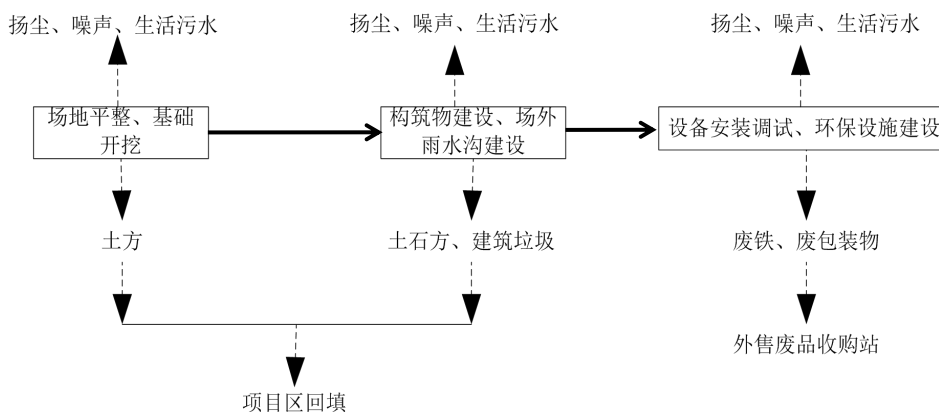 扬尘、噪声、生活污水
扬尘、噪声、生活污水
扬尘、噪声、生活污水
场地平整、基础
开挖
构筑物建设、场外
雨水沟建设
设备安装调试、环保设施建设
土方
土石方、建筑垃圾
废铁、废包装物
外售废品收购站
项目区回填